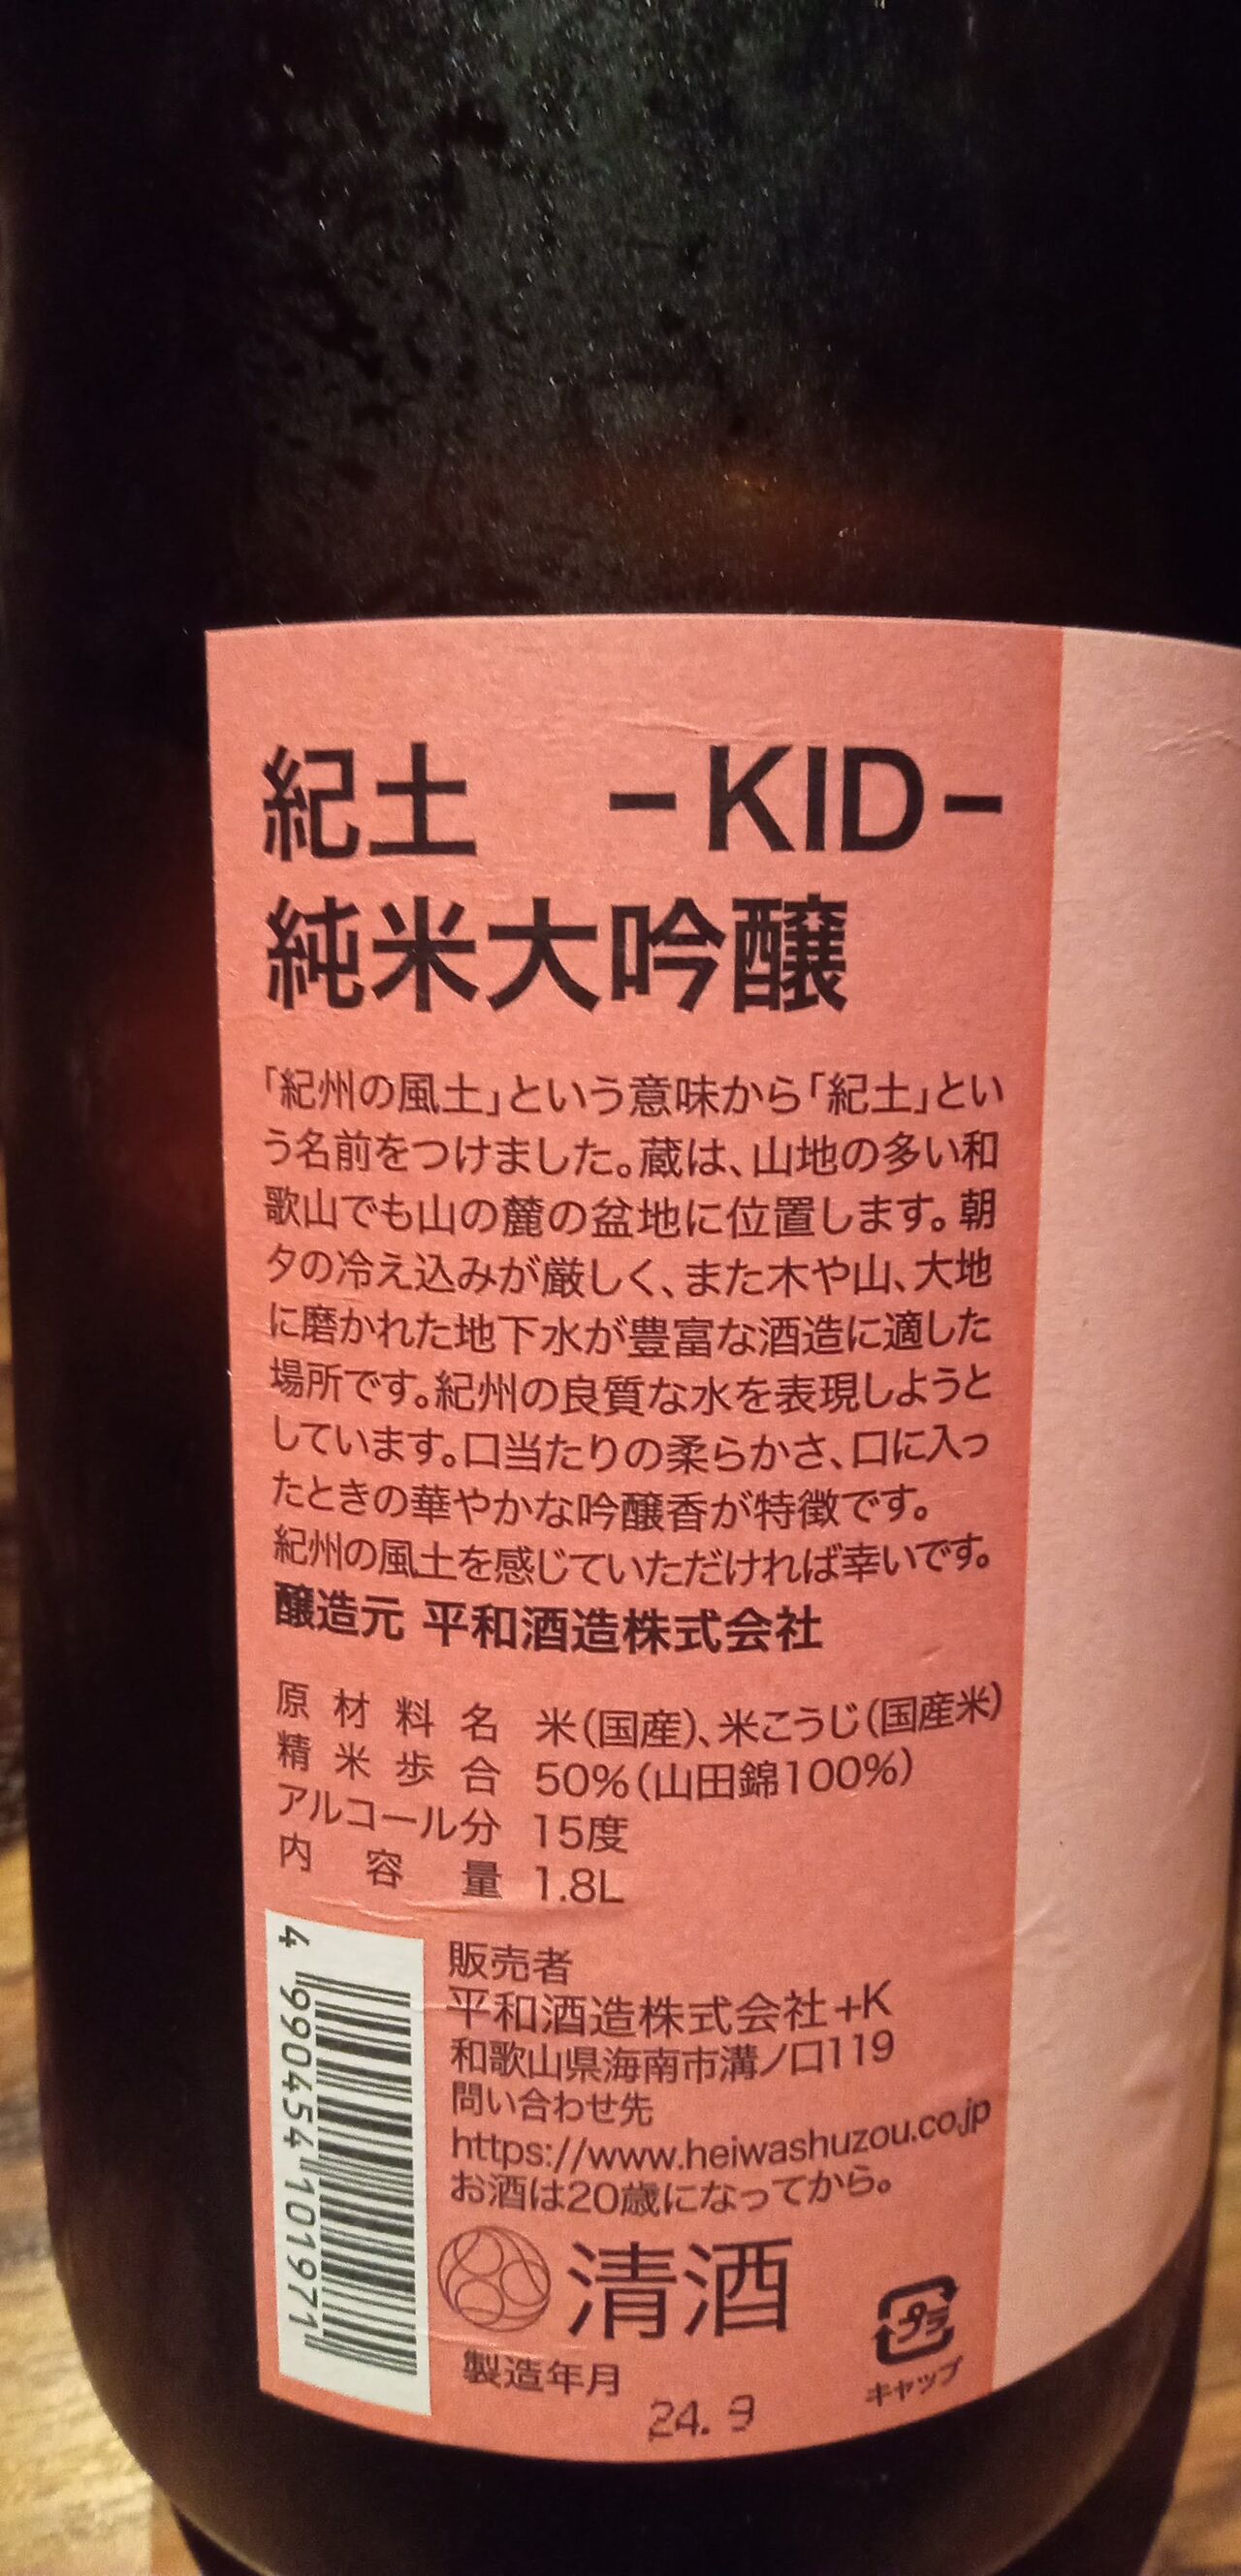 紀土 -KID-
純米大吟醸
「紀州の風土」という意味から「紀土」とい
う名前をつけました。蔵は、山地の多い和
歌山でも山の麓の盆地に位置します。朝
夕の冷え込みが厳しく、また木や山、大地
に磨かれた地下水が豊富な酒造に適した
場所です。紀州の良質な水を表現しようと
しています。口当たりの柔らかさ、口に入っ
たときの華やかな吟醸香が特徴です。
紀州の風土を感じていただければ幸いです。
醸造元 平和酒造株式会社
原材料名 米(国産)、米こうじ(国産米)
精米歩合 50%(山田錦100%)
アルコール分 15度
内容量 1.8L
4 990454 101971
販売者
平和酒造株式会社+K
和歌山県海南市溝ノ口119
問い合わせ先
https://www.heiwashuzou.co.jp
お酒は20歳になってから。
清酒
プラ
キャップ
製造年月
24. 9